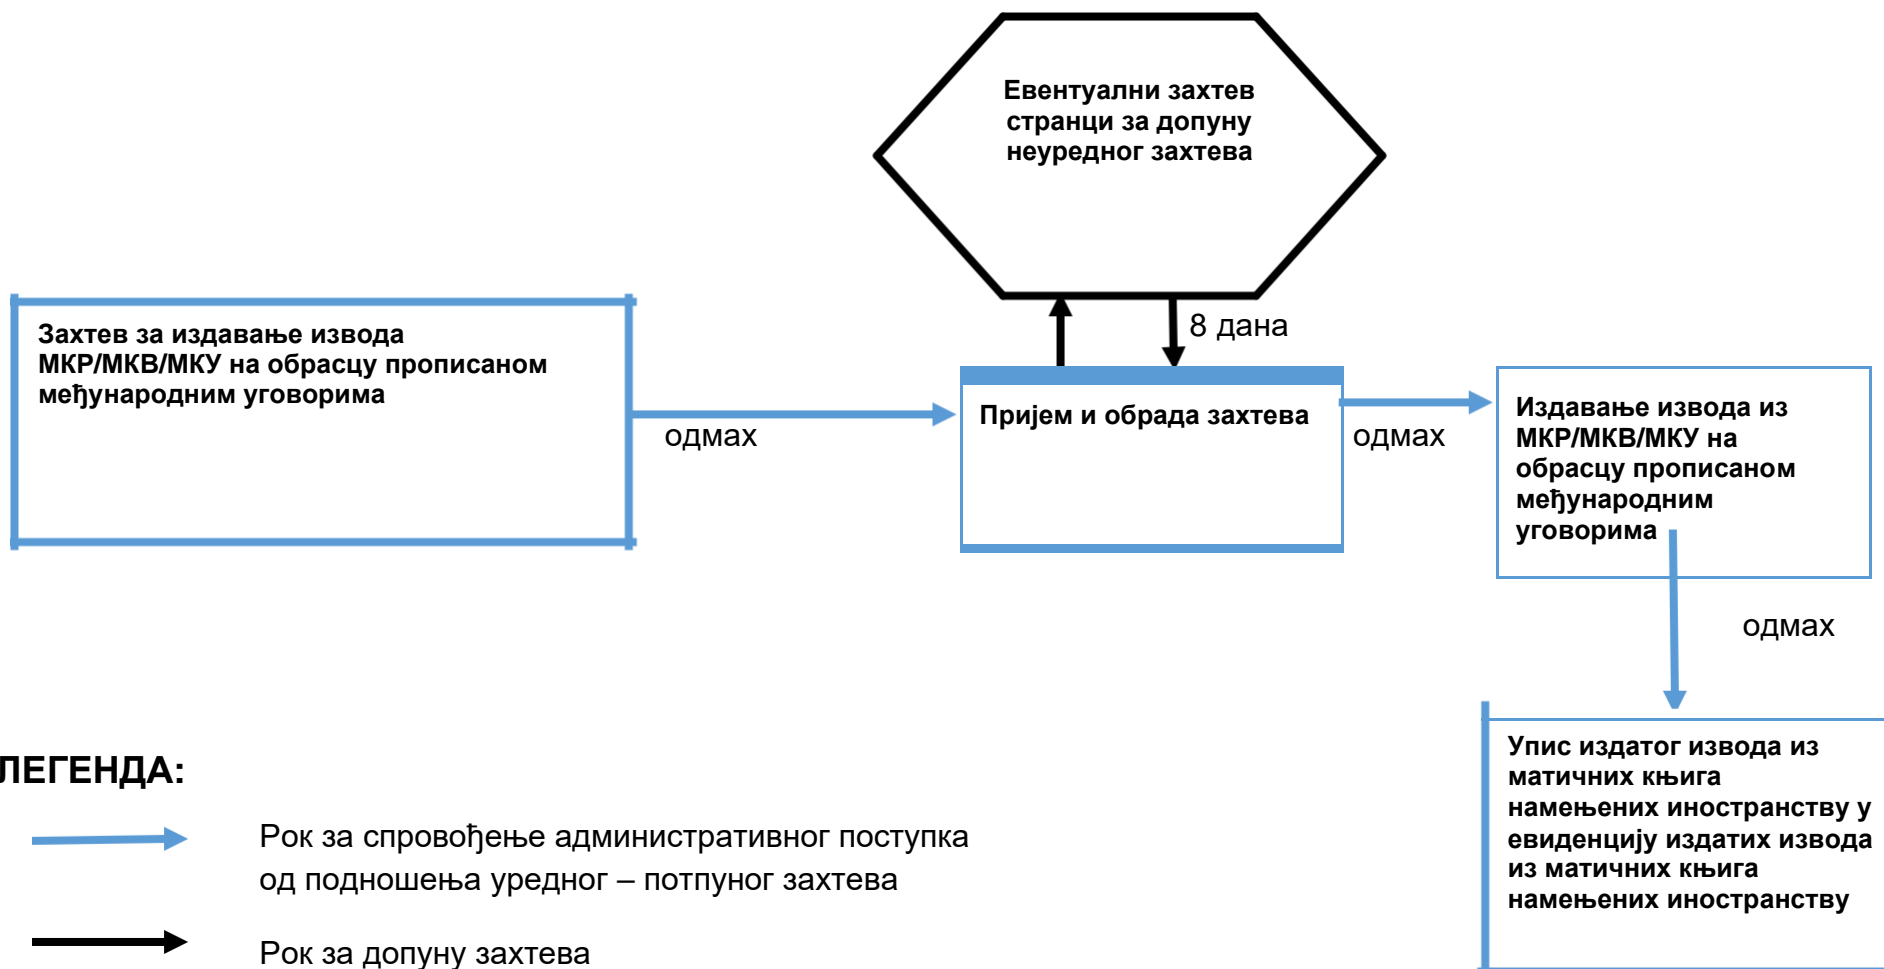 Евентуални захтев
странци за допуну
неуредног захтева
8 дана
Захтев за издавање извода
МКР/МКВ/МКУ на обрасцу прописаном
међународним уговорима
одмах
Пријем и обрада захтева
одмах
Издавање извода из
МКР/МКВ/МКУ на
обрасцу прописаном
међународним
уговорима
одмах
Упис издатог извода из
матичних књига
намењених иностранству у
евиденцију издатих извода
из матичних књига
намењених иностранству
ЛЕГЕНДА:
Рок за спровођење административног поступка
од подношења уредног – потпуног захтева
Рок за допуну захтева